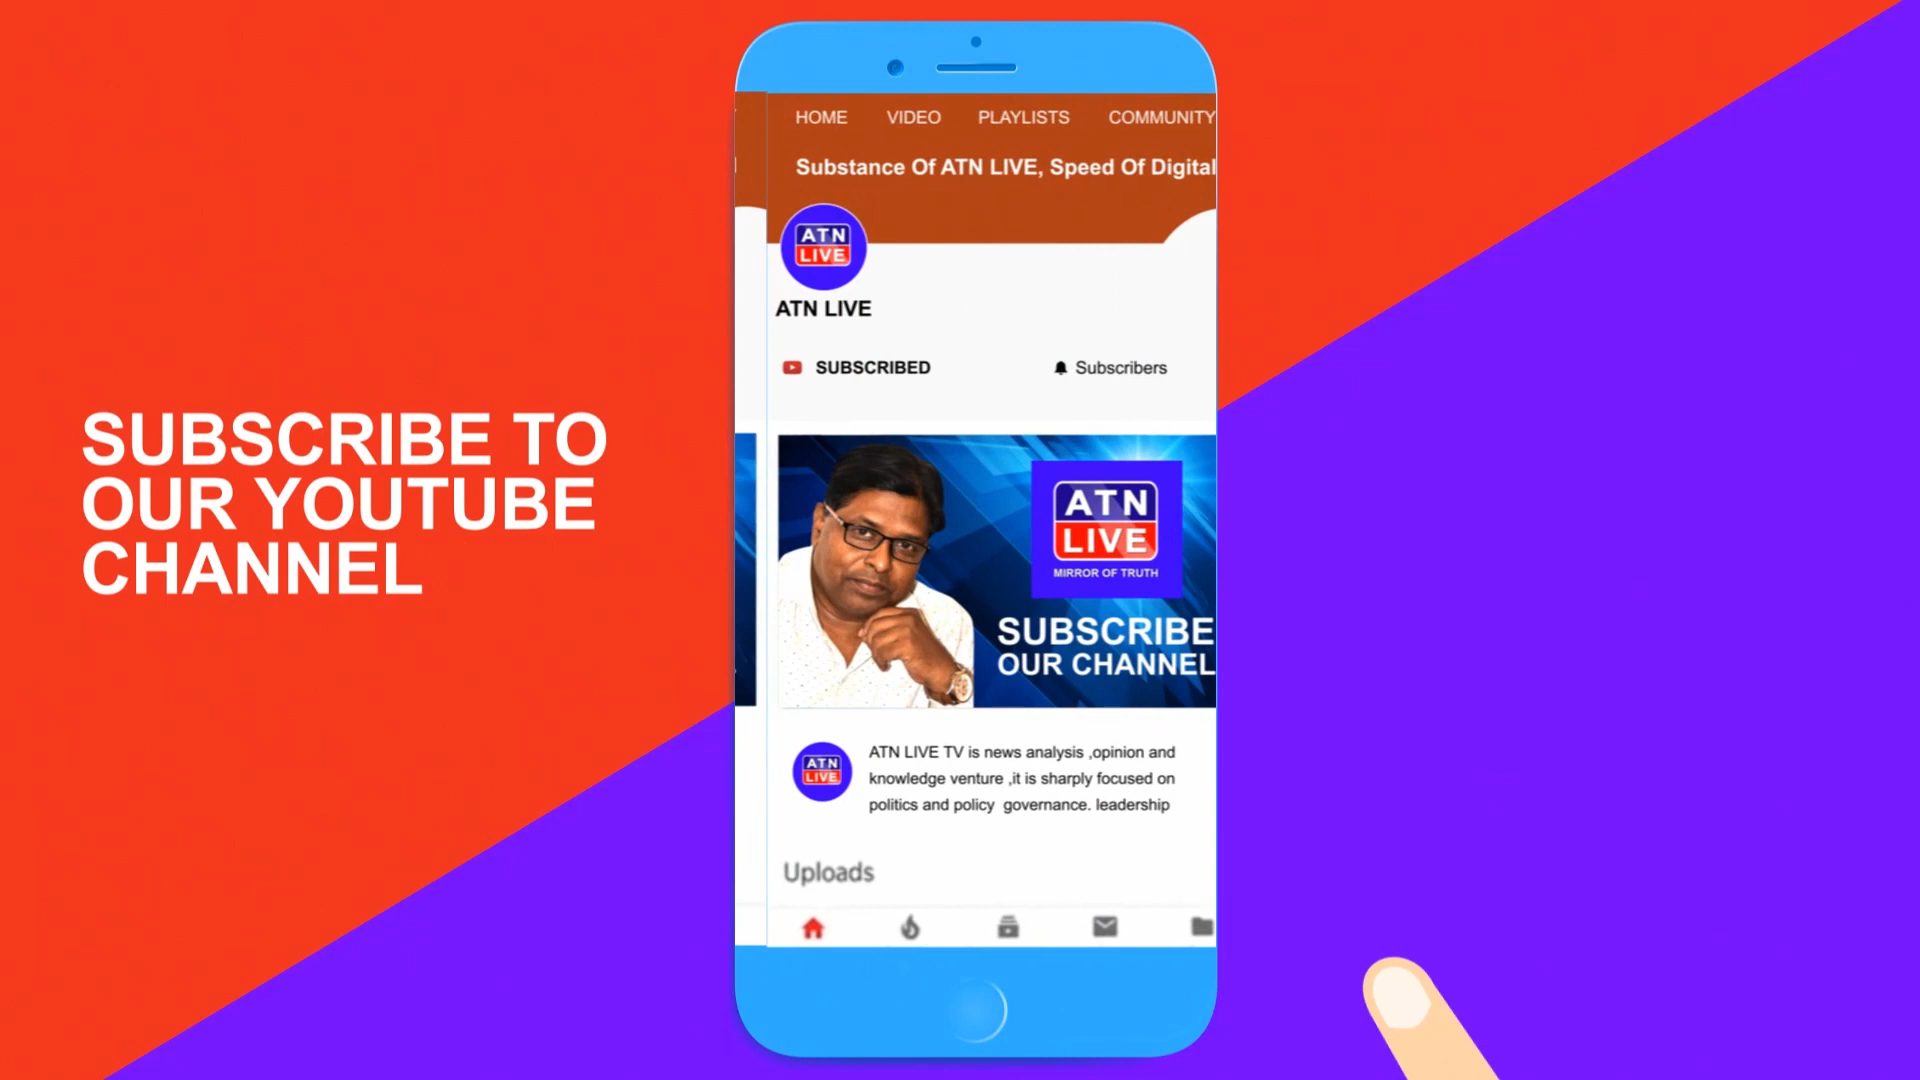 SUBSCRIBE TO
OUR YOUTUBE
CHANNEL
HOME VIDEO PLAYLISTS COMMUNITY
Substance Of ATN LIVE, Speed Of Digital
ATN
LIVE
ATN LIVE
SUBSCRIBED Subscribers
ATN
LIVE
MIRROR OF TRUTH
SUBSCRIBE
OUR CHANNEL
ATN
LIVE
ATN LIVE TV is news analysis ,opinion and
knowledge venture ,it is sharply focused on
politics and policy governance. leadership
Uploads